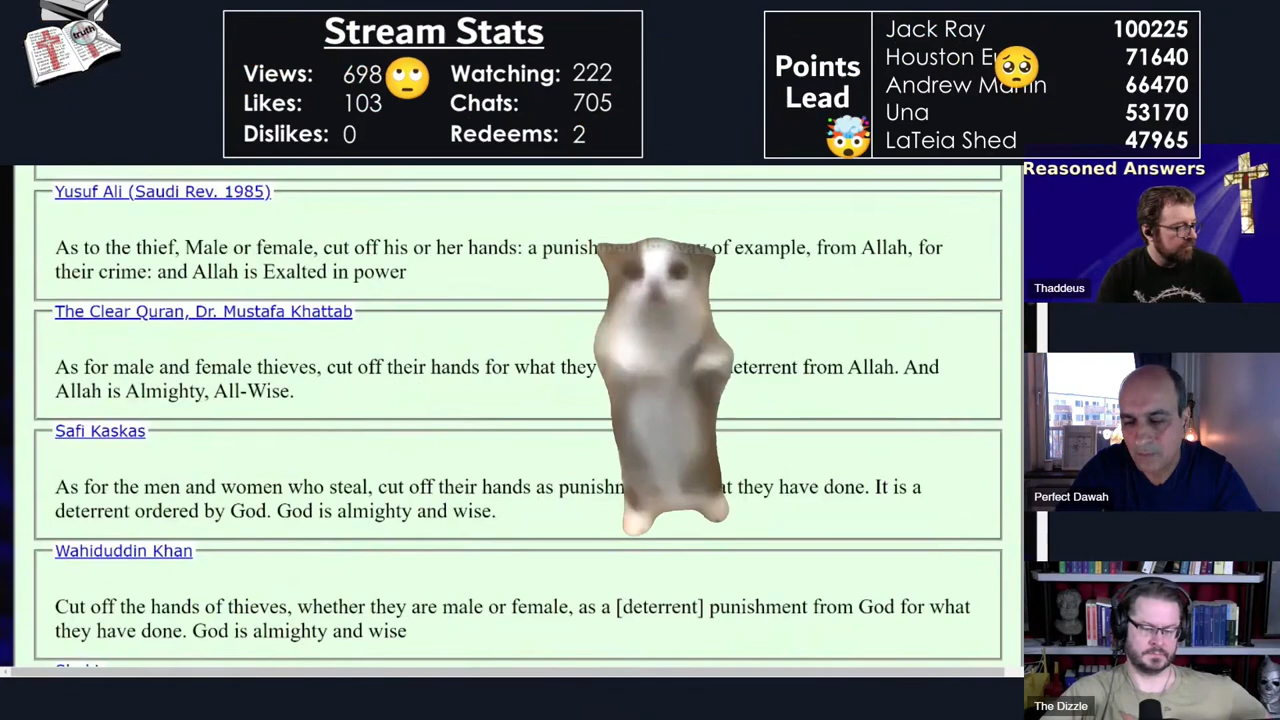 truth
Stream Stats
Views: 698
Watching: 222
Likes: 103
Chats: 705
Dislikes: 0
Redeems: 2
Points
Lead
Jack Ray 100225
Houston 71640
Andrew 66470
Una 53170
LaTeia Shed 47965
Reasoned Answers
Thaddeus
Perfect Dawah
The Dizzle
Yusuf Ali (Saudi Rev. 1985)
As to the thief, Male or female, cut off his or her hands: a of example, from Allah, for
their crime: and Allah is Exalted in power
The Clear Quran, Dr. Mustafa Khattab
As for male and female thieves, cut off their hands for what they from Allah. And
Allah is Almighty, All-Wise.
Safi Kaskas
As for the men and women who steal, cut off their hands as they have done. It is a
deterrent ordered by God. God is almighty and wise.
Wahiduddin Khan
Cut off the hands of thieves, whether they are male or female, as a [deterrent] punishment from God for what
they have done. God is almighty and wise